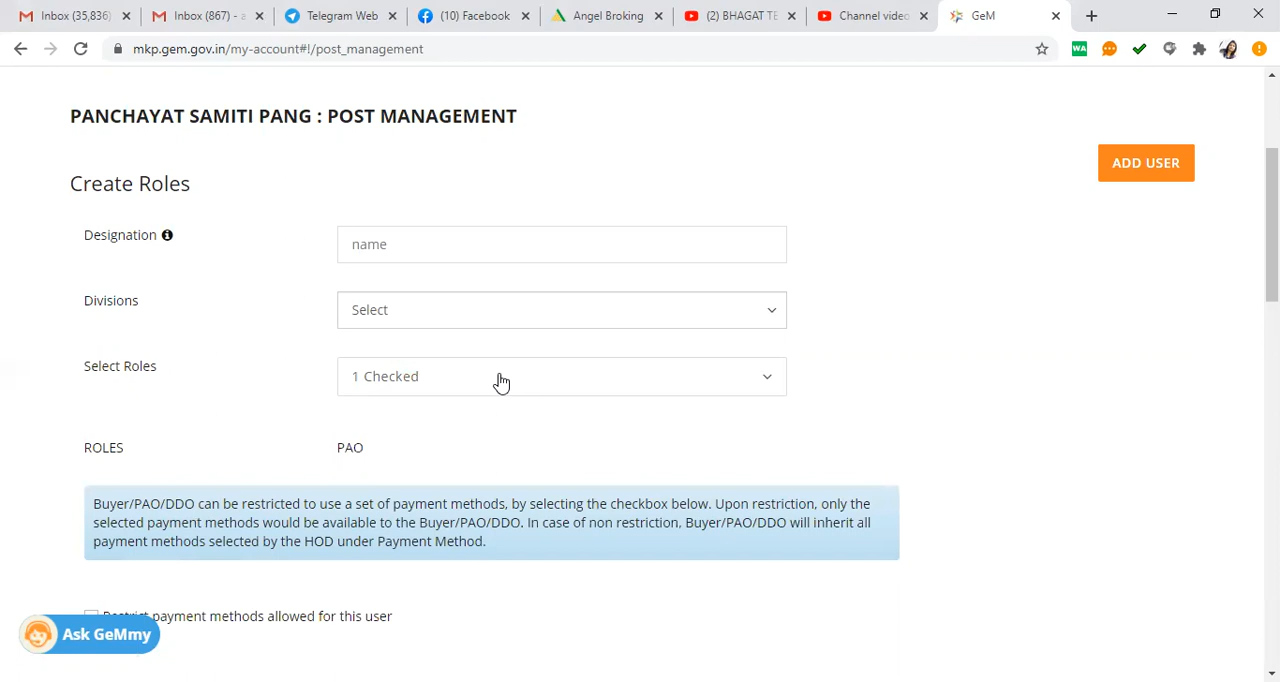 Inbox (35,836)
Inbox (867) - a
Telegram Web
(10) Facebook
Angel Broking
(2) BHAGAT TE
Channel video
GeM
mkp.gem.gov.in/my-account#!/post_management
WA
PANCHAYAT SAMITI PANG : POST MANAGEMENT
ADD USER
Create Roles
Designation
name
Divisions
Select
Select Roles
1 Checked
ROLES
PAO
Buyer/PAO/DDO can be restricted to use a set of payment methods, by selecting the checkbox below. Upon restriction, only the
selected payment methods would be available to the Buyer/PAO/DDO. In case of non restriction, Buyer/PAO/DDO will inherit all
payment methods selected by the HOD under Payment Method.
Restrict payment methods allowed for this user
Ask GeMmy